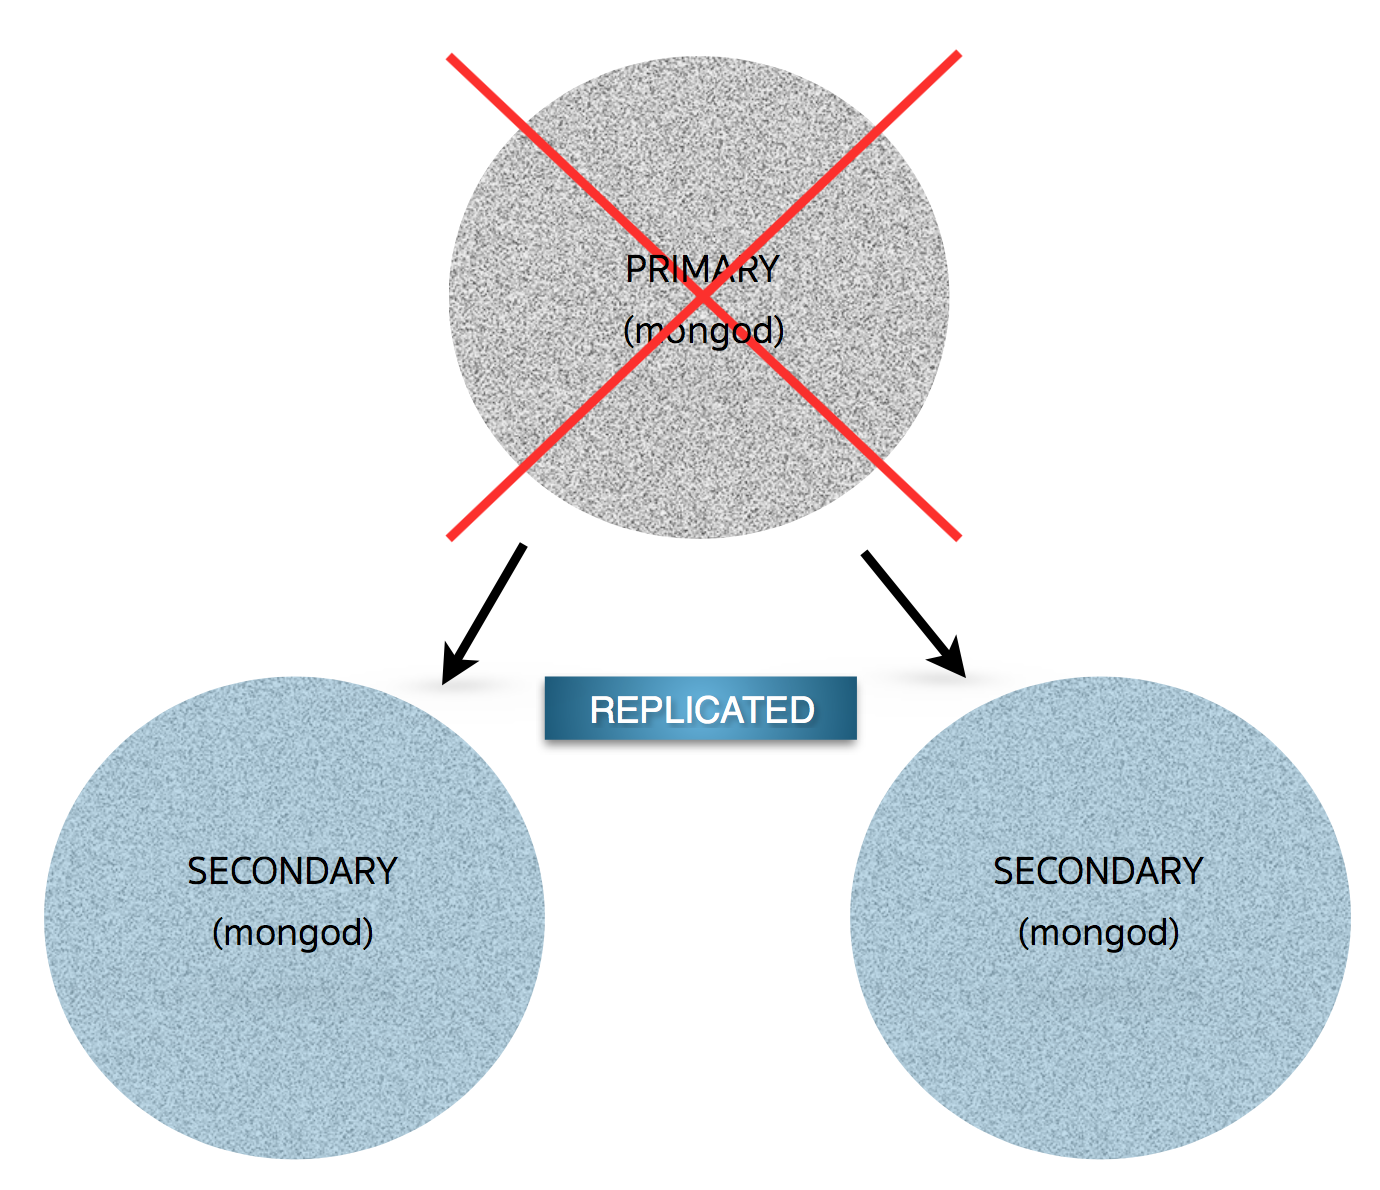 PRIMARY
(mongod)
REPLICATED
SECONDARY
(mongod)
SECONDARY
(mongod)